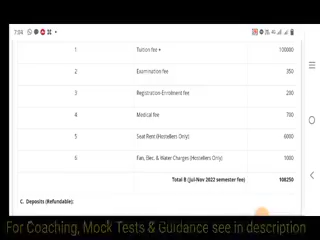 7:04
4G
1 Tuition fee * 100000
2 Examination fee 350
3 Registration-Enrolment fee 200
4 Medical fee 700
5 Seat Rent (Hostellers Only) 6000
6 Fan, Elec. & Water Charges (Hostellers Only) 1000
Total B (Jul-Nov 2022 semester fee) 108250
C. Deposits (Refundable):
For Coaching, Mock Tests & Guidance see in description